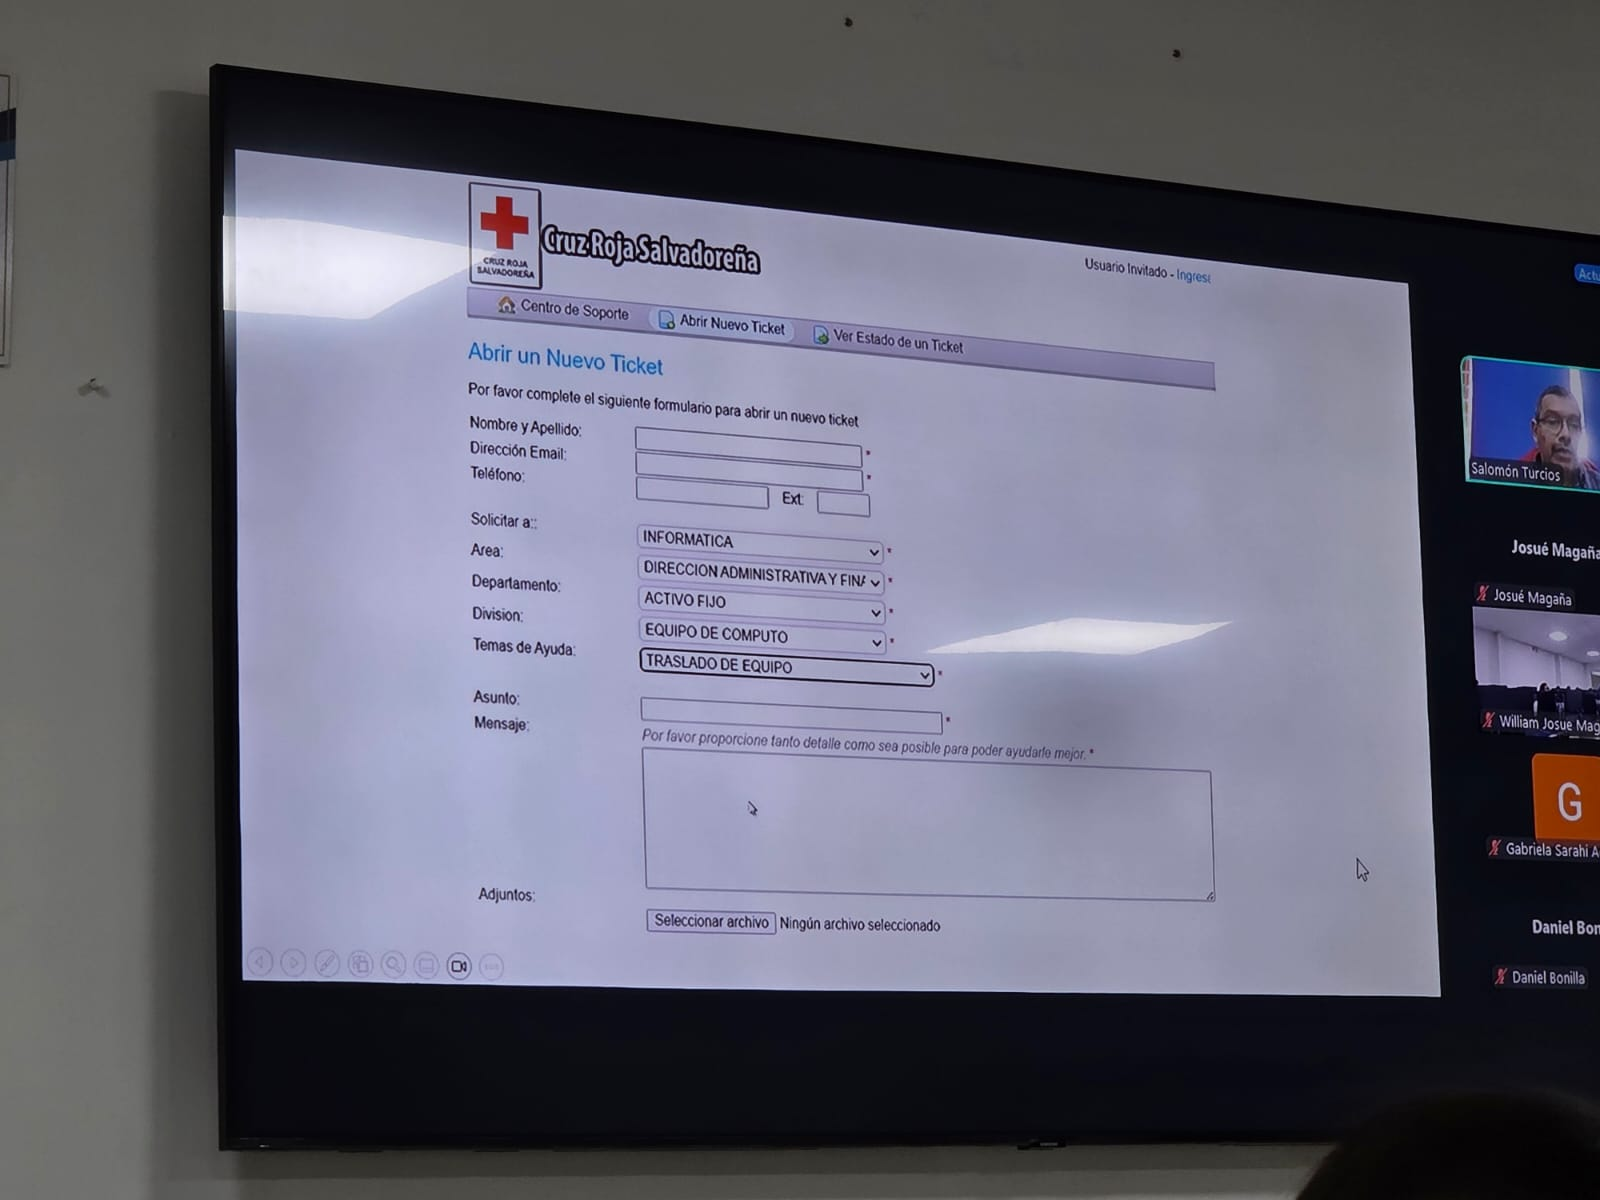 CRUZ ROJA
SALVADOREÑA
Cruz Roja Salvadoreña
Usuario Invitado - Ingres
Centro de Soporte
Abrir Nuevo Ticket
Ver Estado de un Ticket
Abrir un Nuevo Ticket
Por favor complete el siguiente formulario para abrir un nuevo ticket
Nombre y Apellido: *
Dirección Email: *
Teléfono: Ext:
Solicitar a:: INFORMATICA *
Area: DIRECCION ADMINISTRATIVA Y FINA *
Departamento: ACTIVO FIJO *
Division: EQUIPO DE COMPUTO *
Temas de Ayuda: TRASLADO DE EQUIPO *
Asunto: *
Mensaje:
Por favor proporcione tanto detalle como sea posible para poder ayudarle mejor. *
Adjuntos:
Seleccionar archivo Ningún archivo seleccionado
Actu
Salomón Turcios
Josué Magaña
Josué Magaña
William Josue Mag
G
Gabriela Sarahi A
Daniel Bon
Daniel Bonilla